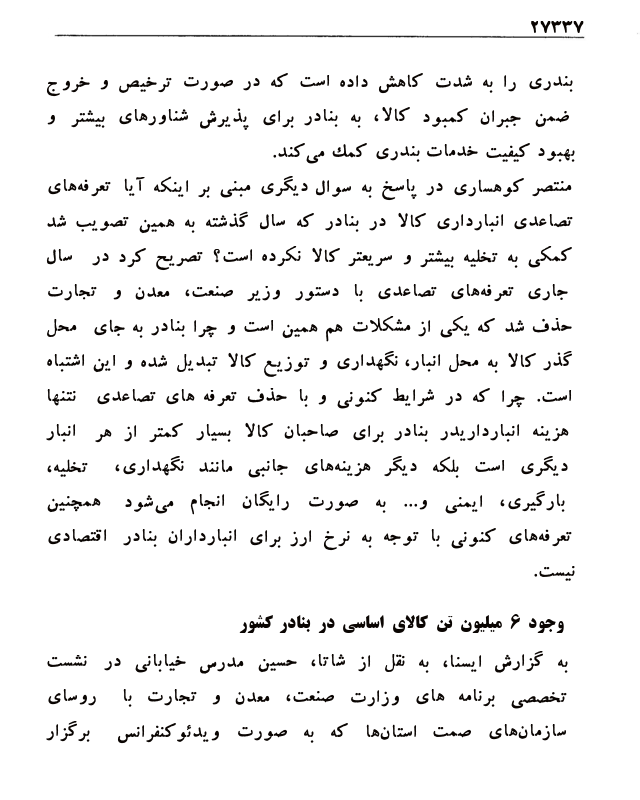 ۲۷۳۳۷
بندری را به شدت کاهش داده است که در صورت ترخیص و خروج
ضمن جبران کمبود کالا، به بنادر برای پذیرش شناورهای بیشتر و
بهبود کیفیت خدمات بندری کمك می‌کند.
منتصر کوهساری در پاسخ به سوال دیگری مبنی بر اینکه آیا تعرفه‌های
تصاعدی انبارداری کالا در بنادر که سال گذشته به همین تصویب شد
کمکی به تخلیه بیشتر و سریعتر کالا نکرده است؟ تصریح کرد در سال
جاری تعرفه‌های تصاعدی با دستور وزیر صنعت، معدن و تجارت
حذف شد که یکی از مشکلات هم همین است و چرا بنادر به جای محل
گذر کالا به محل انبار، نگهداری و توزیع کالا تبدیل شده و این اشتباه
است. چرا که در شرایط کنونی و با حذف تعرفه های تصاعدی نتنها
هزینه انبارداریدر بنادر برای صاحبان کالا بسیار کمتر از هر انبار
دیگری است بلکه دیگر هزینه‌های جانبی مانند نگهداری، تخلیه،
بارگیری، ایمنی و... به صورت رایگان انجام می‌شود همچنین
تعرفه‌های کنونی با توجه به نرخ ارز برای انبارداران بنادر اقتصادی
نیست.
وجود ۶ میلیون تن کالای اساسی در بنادر کشور
به گزارش ایسنا، به نقل از شاتا، حسین مدرس خیابانی در نشست
تخصصی برنامه های وزارت صنعت، معدن و تجارت با روسای
سازمان‌های صمت استان‌ها که به صورت ویدئوکنفرانس برگزار